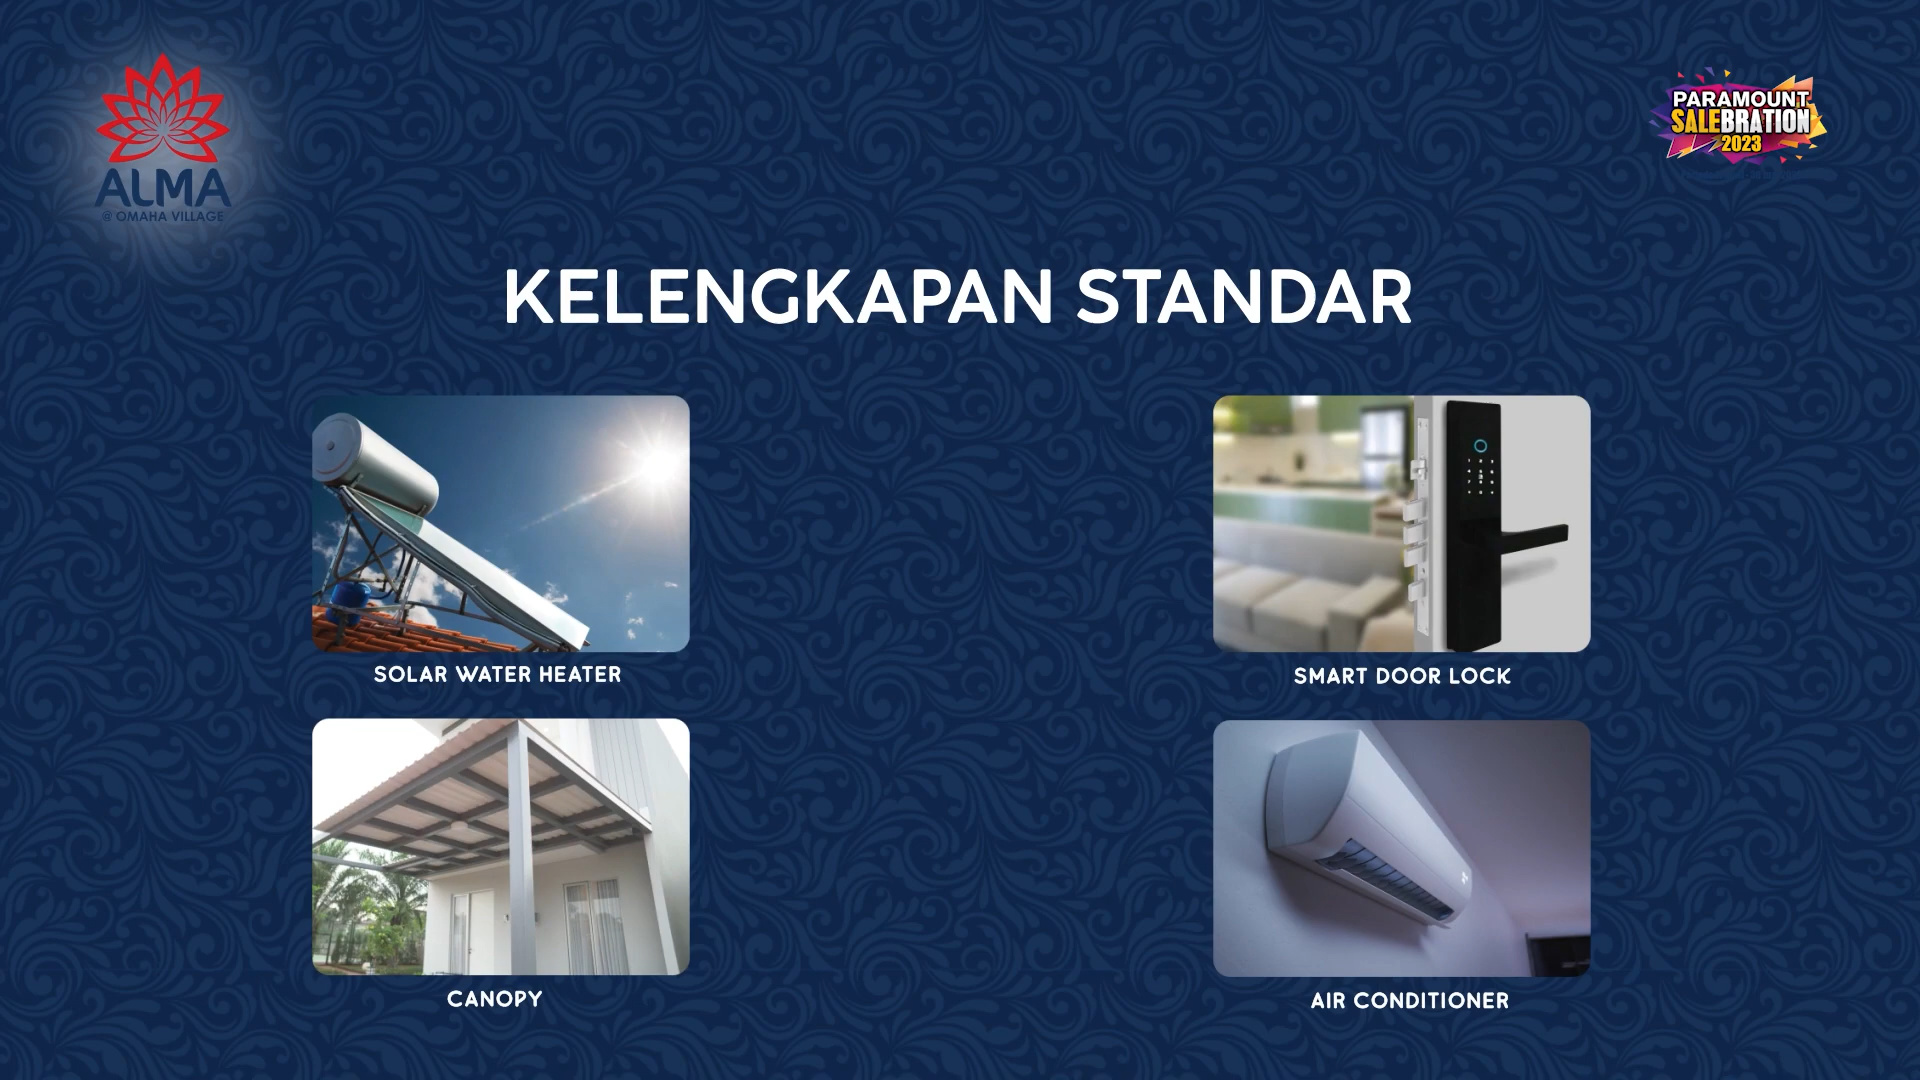 ALMA
@ OMAHA VILLAGE
PARAMOUNT
SALEBRATION
2023
KELENGKAPAN STANDAR
SOLAR WATER HEATER
SMART DOOR LOCK
CANOPY
AIR CONDITIONER